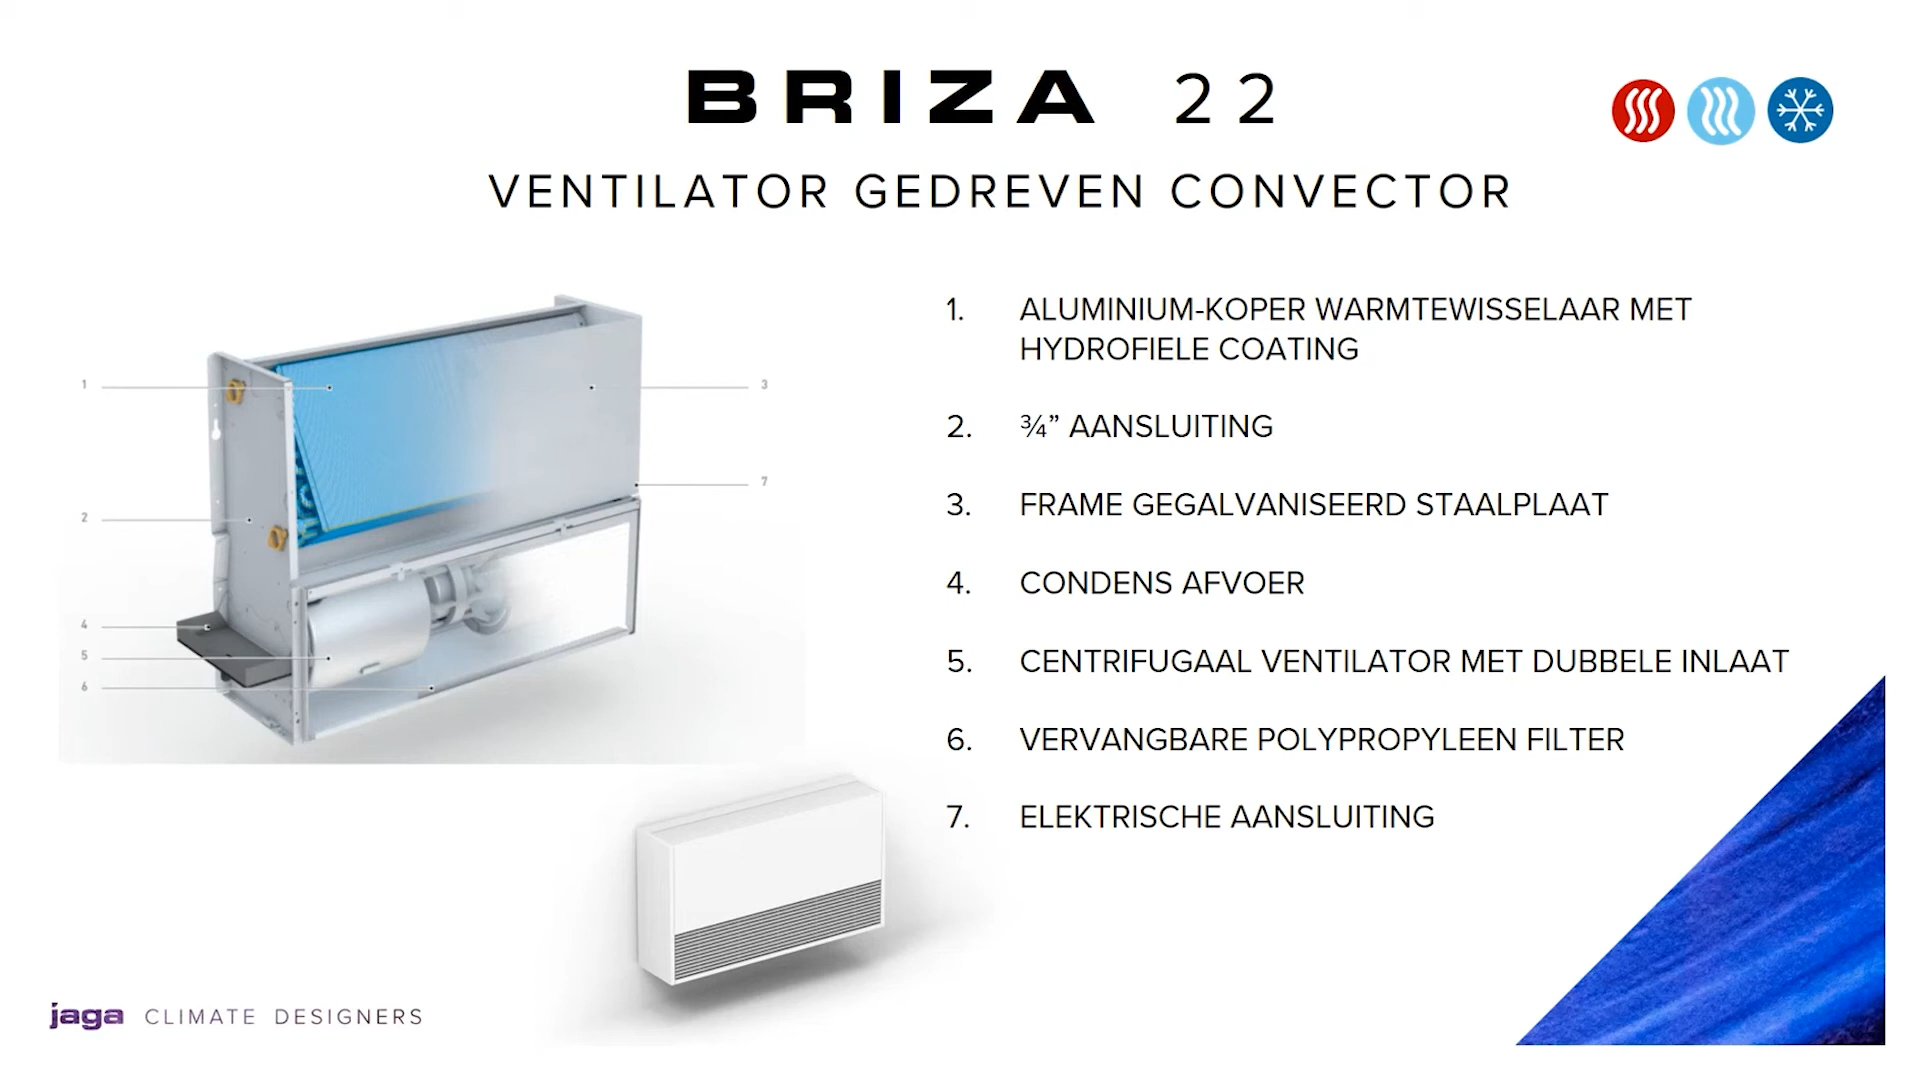 BRIZA 22
VENTILATOR GEDREVEN CONVECTOR
1. ALUMINIUM-KOPER WARMTEWISSELAAR MET
HYDROFIELE COATING
2. ¾” AANSLUITING
3. FRAME GEGALVANISEERD STAALPLAAT
4. CONDENS AFVOER
5. CENTRIFUGAAL VENTILATOR MET DUBBELE INLAAT
6. VERVANGBARE POLYPROPYLEEN FILTER
7. ELEKTRISCHE AANSLUITING
1
3
7
2
4
5
6
jaga CLIMATE DESIGNERS